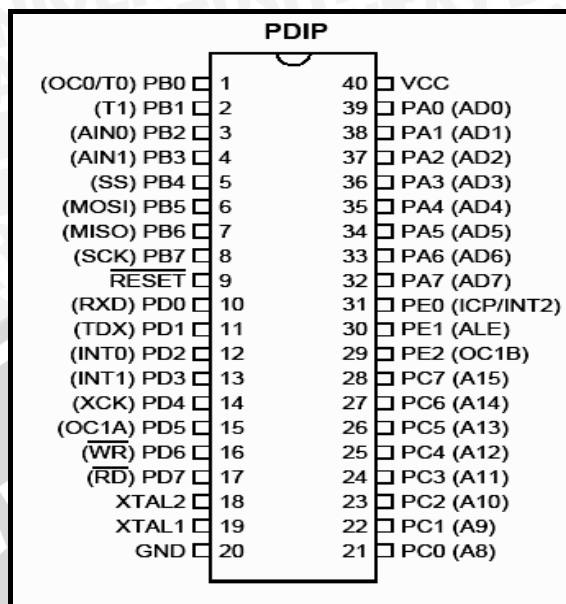 PDIP
(OC0/T0) PB0 1 40 VCC
(T1) PB1 2 39 PA0 (AD0)
(AIN0) PB2 3 38 PA1 (AD1)
(AIN1) PB3 4 37 PA2 (AD2)
(SS) PB4 5 36 PA3 (AD3)
(MOSI) PB5 6 35 PA4 (AD4)
(MISO) PB6 7 34 PA5 (AD5)
(SCK) PB7 8 33 PA6 (AD6)
RESET 9 32 PA7 (AD7)
(RXD) PD0 10 31 PE0 (ICP/INT2)
(TDX) PD1 11 30 PE1 (ALE)
(INT0) PD2 12 29 PE2 (OC1B)
(INT1) PD3 13 28 PC7 (A15)
(XCK) PD4 14 27 PC6 (A14)
(OC1A) PD5 15 26 PC5 (A13)
(WR) PD6 16 25 PC4 (A12)
(RD) PD7 17 24 PC3 (A11)
XTAL2 18 23 PC2 (A10)
XTAL1 19 22 PC1 (A9)
GND 20 21 PC0 (A8)